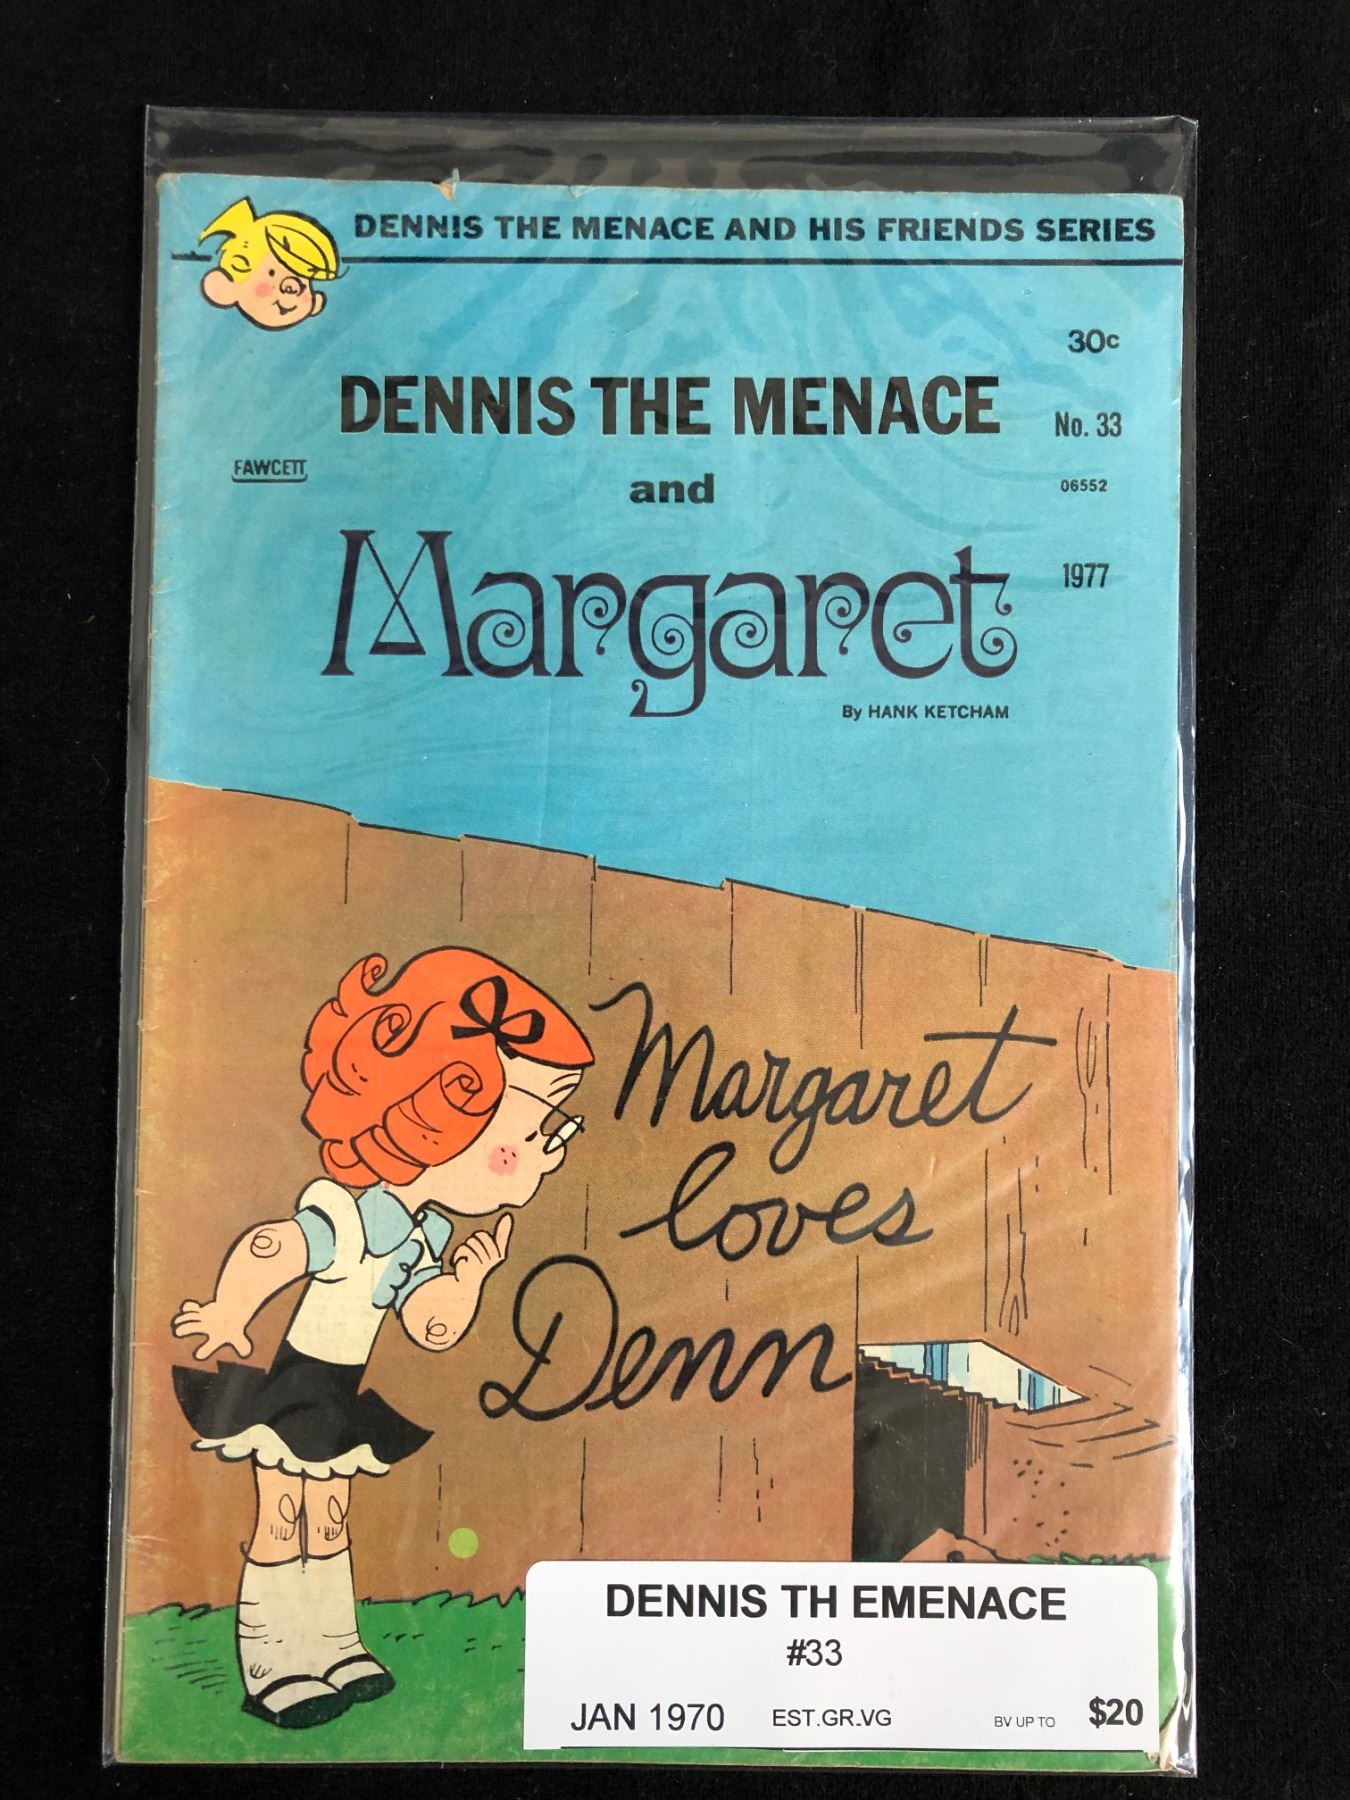 DENNIS THE MENACE AND HIS FRIENDS SERIES
30c
DENNIS THE MENACE
No. 33
FAWCETT
and
06552
Margaret
1977
By HANK KETCHAM
Margaret
loves
Denn
DENNIS TH EMENACE
#33
JAN 1970 EST.GR.VG BV UP TO $20